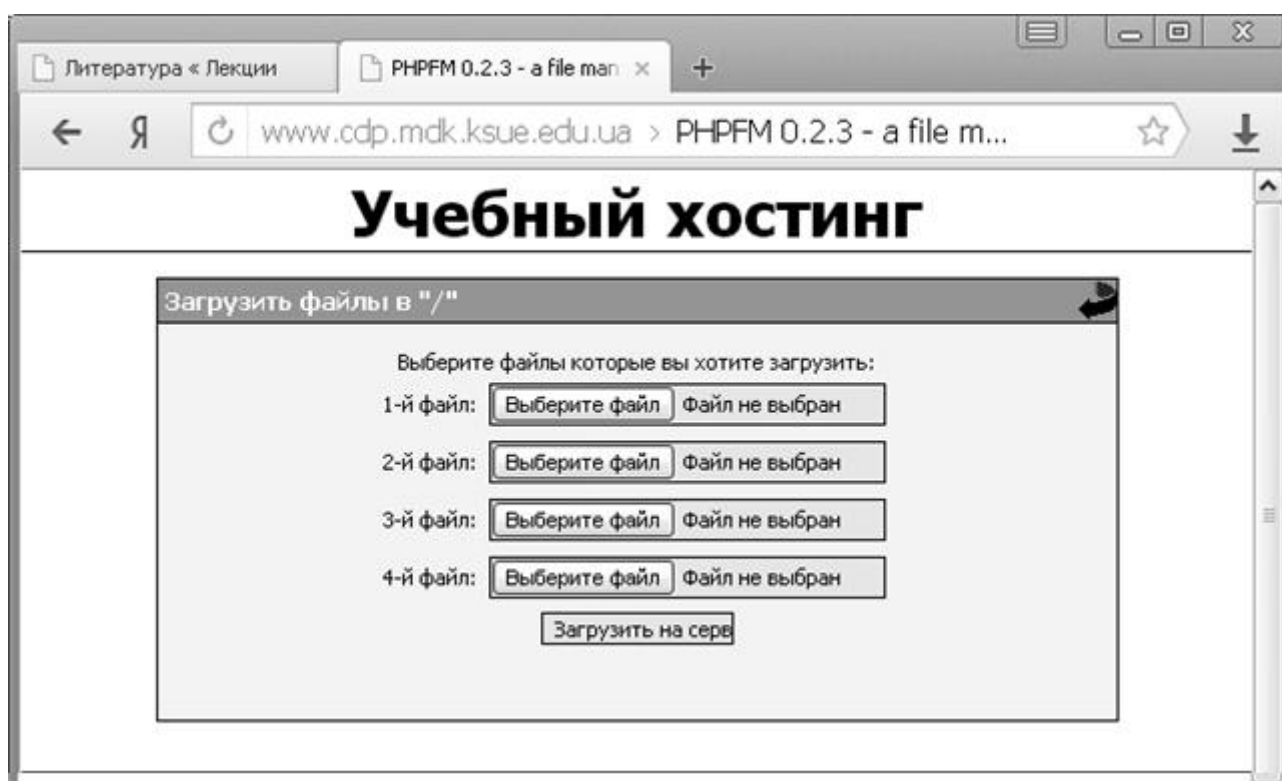 Литература « Лекции
PHPFM 0.2.3 - a file man
Я www.cdp.mdk.ksue.edu.ua > PHPFM 0.2.3 - a file m...
Учебный хостинг
Загрузить файлы в "/"
Выберите файлы которые вы хотите загрузить:
1-й файл: Выберите файл Файл не выбран
2-й файл: Выберите файл Файл не выбран
3-й файл: Выберите файл Файл не выбран
4-й файл: Выберите файл Файл не выбран
Загрузить на серв